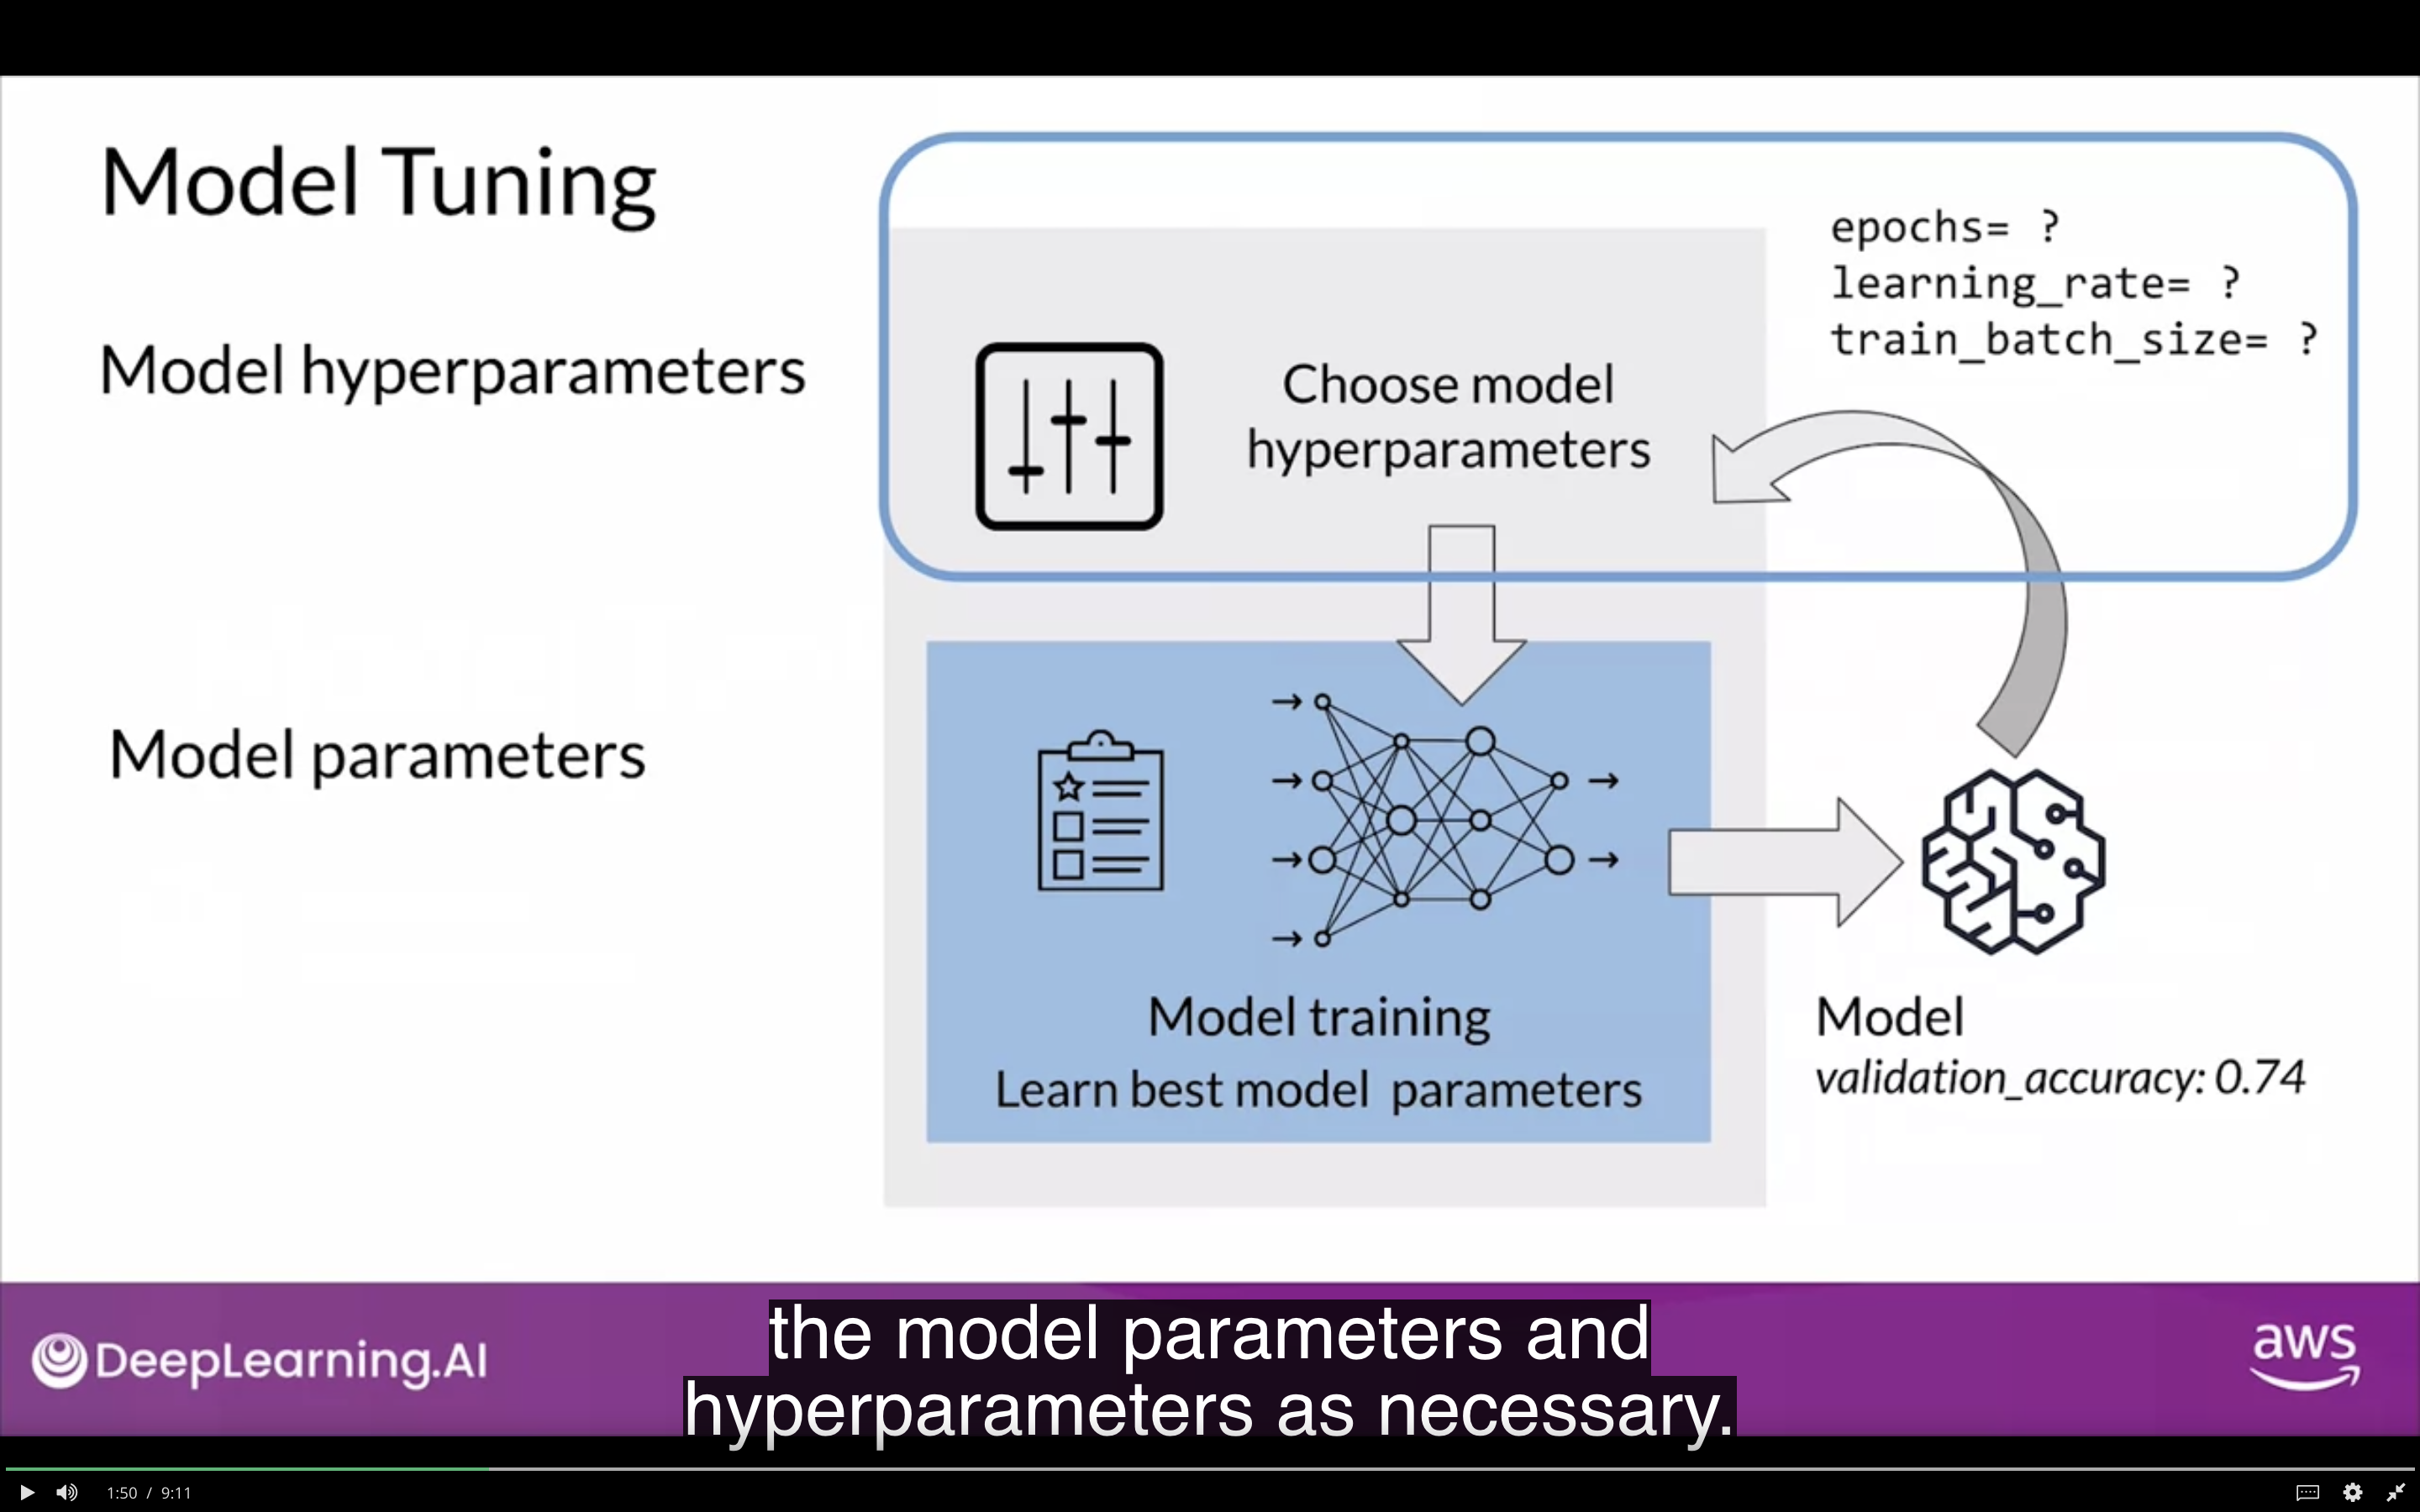 Model Tuning
epochs= ?
learning_rate= ?
train_batch_size= ?
Model hyperparameters
Choose model
hyperparameters
Model parameters
Model training
Learn best model parameters
Model
validation_accuracy: 0.74
DeepLearning.AI
aws
the model parameters and
hyperparameters as necessary.
1:50 / 9:11